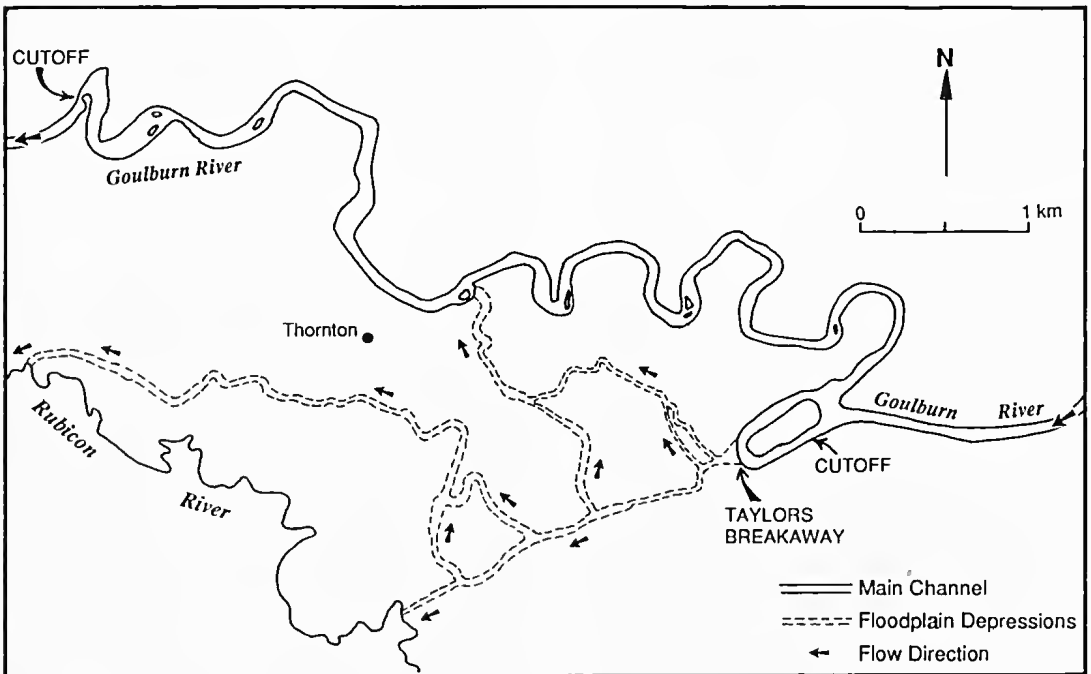 CUTOFF
N
Goulburn River
0 1 km
Thornton
Goulburn River
Rubicon
River
CUTOFF
TAYLORS
BREAKAWAY
Main Channel
Floodplain Depressions
Flow Direction